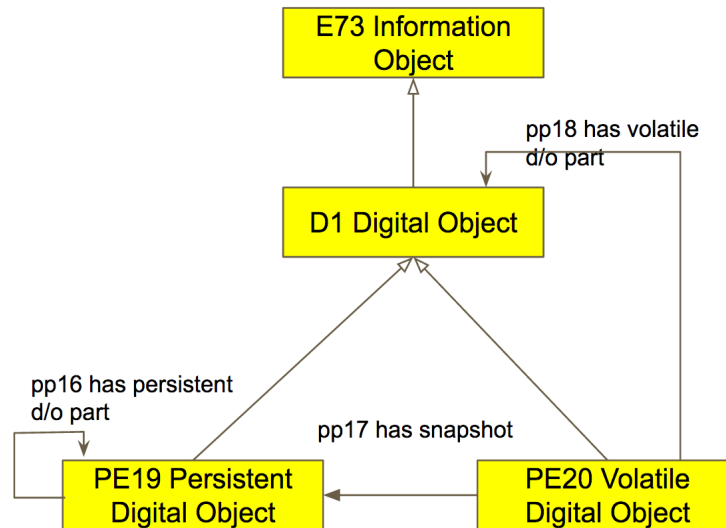 E73 Information
Object
pp18 has volatile
d/o part
D1 Digital Object
pp16 has persistent
d/o part
pp17 has snapshot
PE19 Persistent
Digital Object
PE20 Volatile
Digital Object